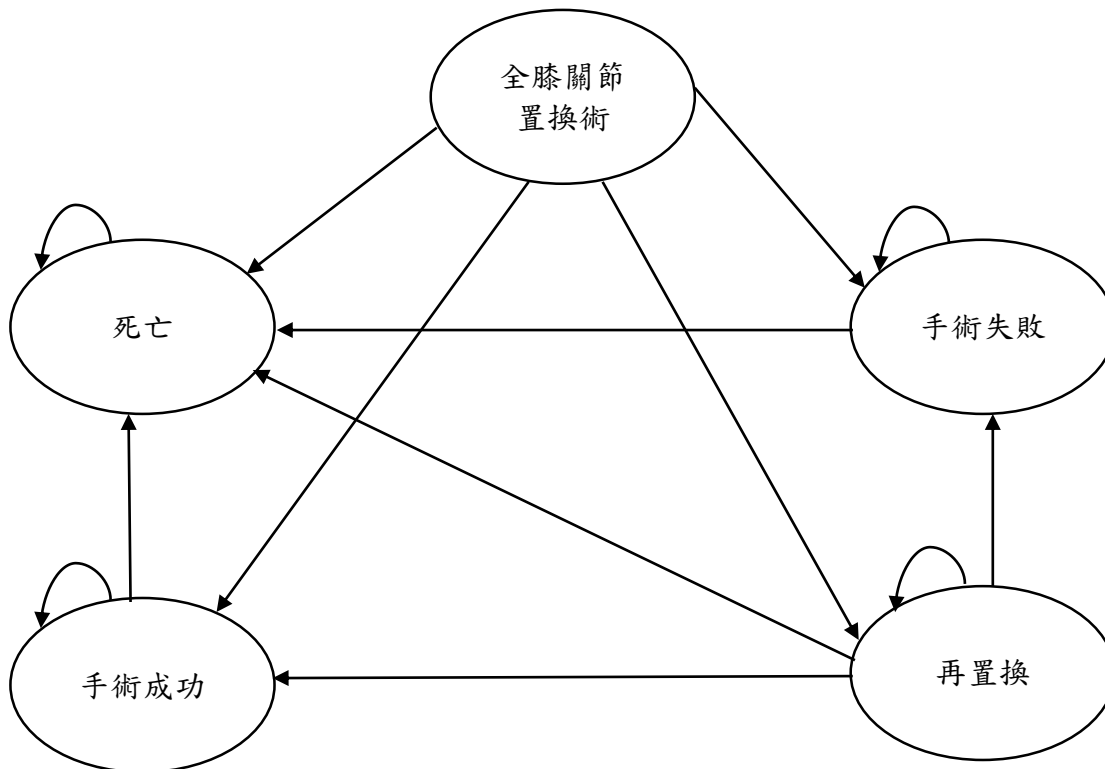 全膝關節
置換術
死亡
手術失敗
手術成功
再置換